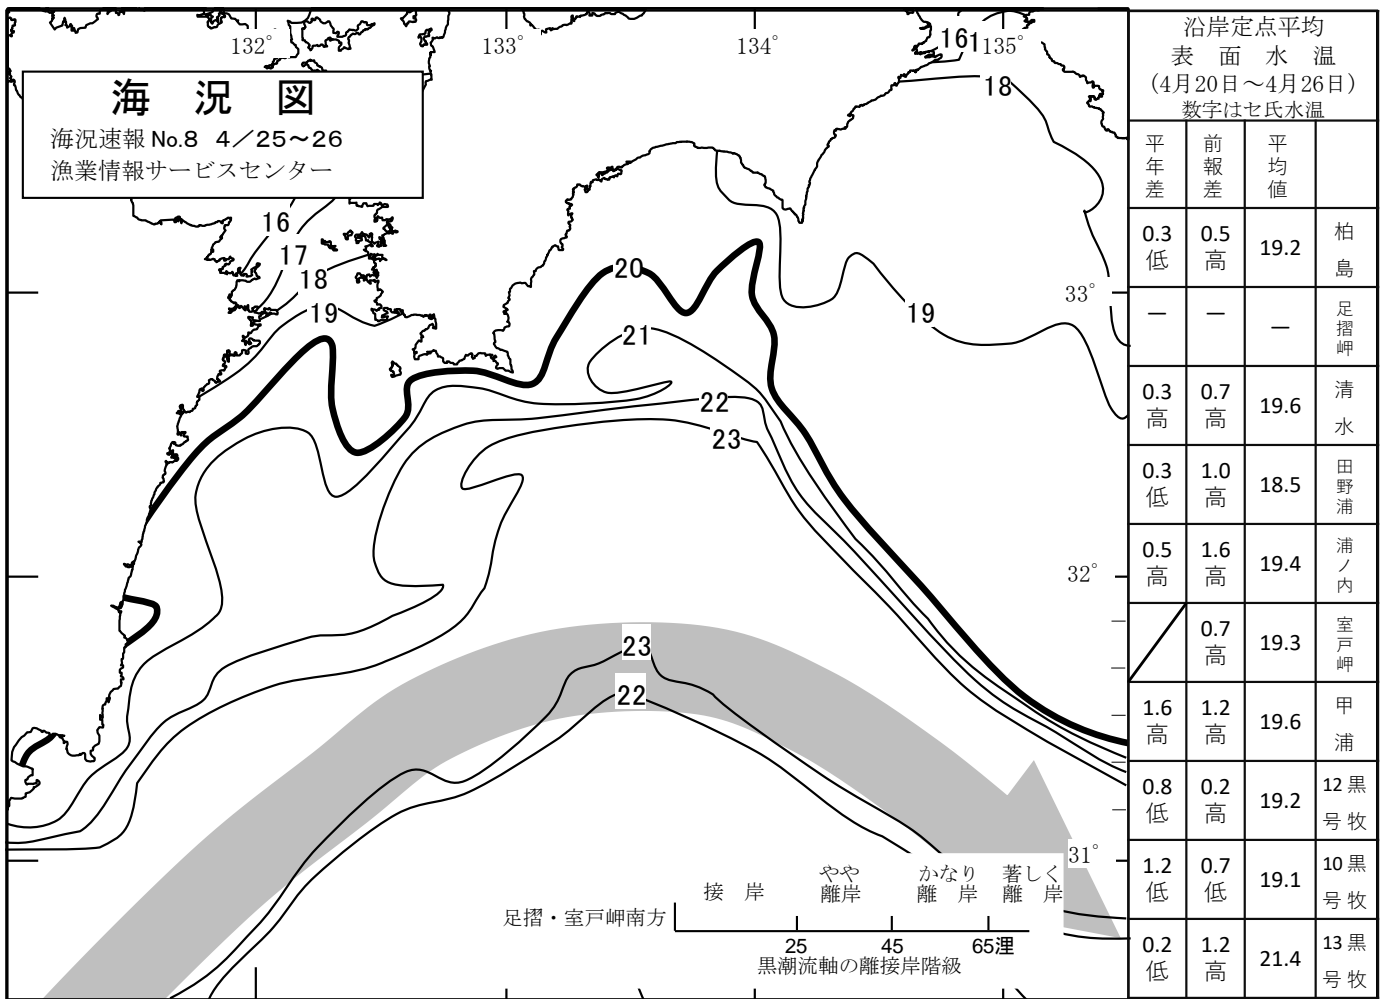 海況図
海況速報 No.8 4／25～26
漁業情報サービスセンター
132°
133°
134°
135°
16
1
18
16
17
18
19
20
21
22
23
19
33°
32°
31°
23
22
接岸
やや離岸
かなり離岸
著しく離岸
足摺・室戸岬南方
25
45
65浬
黒潮流軸の離接岸階級
沿岸定点平均
表面水温
(4月20日～4月26日)
数字はセ氏水温
平年差 前報差 平均値
0.3低 0.5高 19.2 柏島
－ － － 足摺岬
0.3高 0.7高 19.6 清水
0.3低 1.0高 18.5 田野浦
0.5高 1.6高 19.4 浦ノ内
0.7高 19.3 室戸岬
1.6高 1.2高 19.6 甲浦
0.8低 0.2高 19.2 黒牧12号
1.2低 0.7低 19.1 黒牧10号
0.2低 1.2高 21.4 黒牧13号